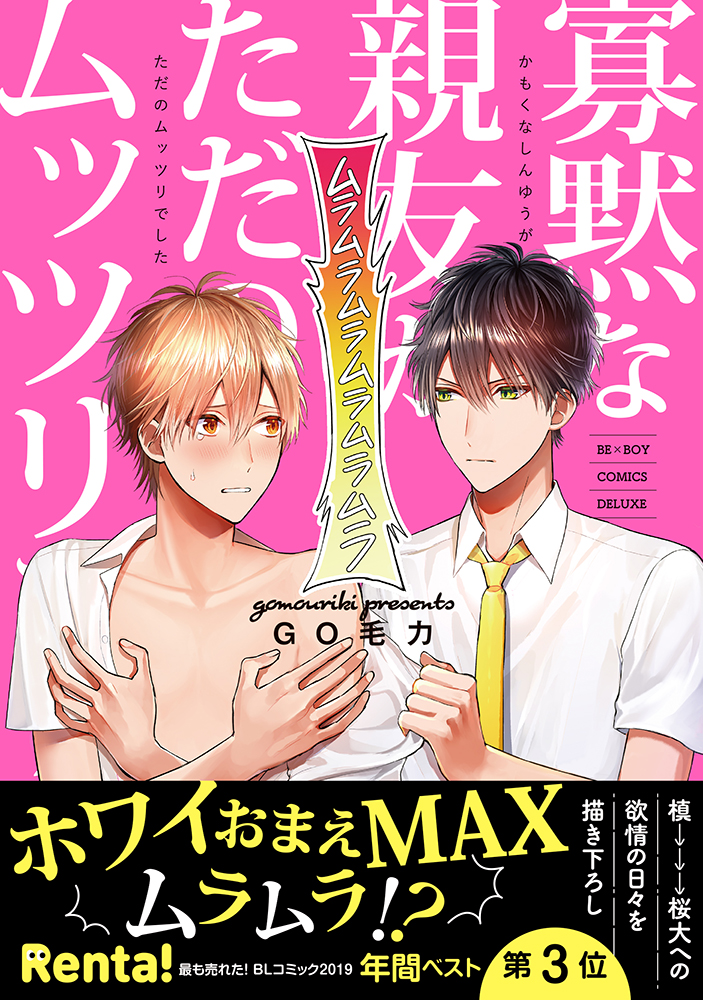 寡黙な
親友が
ただの
ムッツリ
かもくなしんゆうが
ただのムッツリでした
ムラムラムラムラムラムラ
BE×BOY
COMICS
DELUXE
gomouriki presents
GO毛力
ホワイおまえMAX
ムラムラ!?
槙→→→桜大への
欲情の日々を
描き下ろし
Renta!
最も売れた!BLコミック2019 年間ベスト
第3位